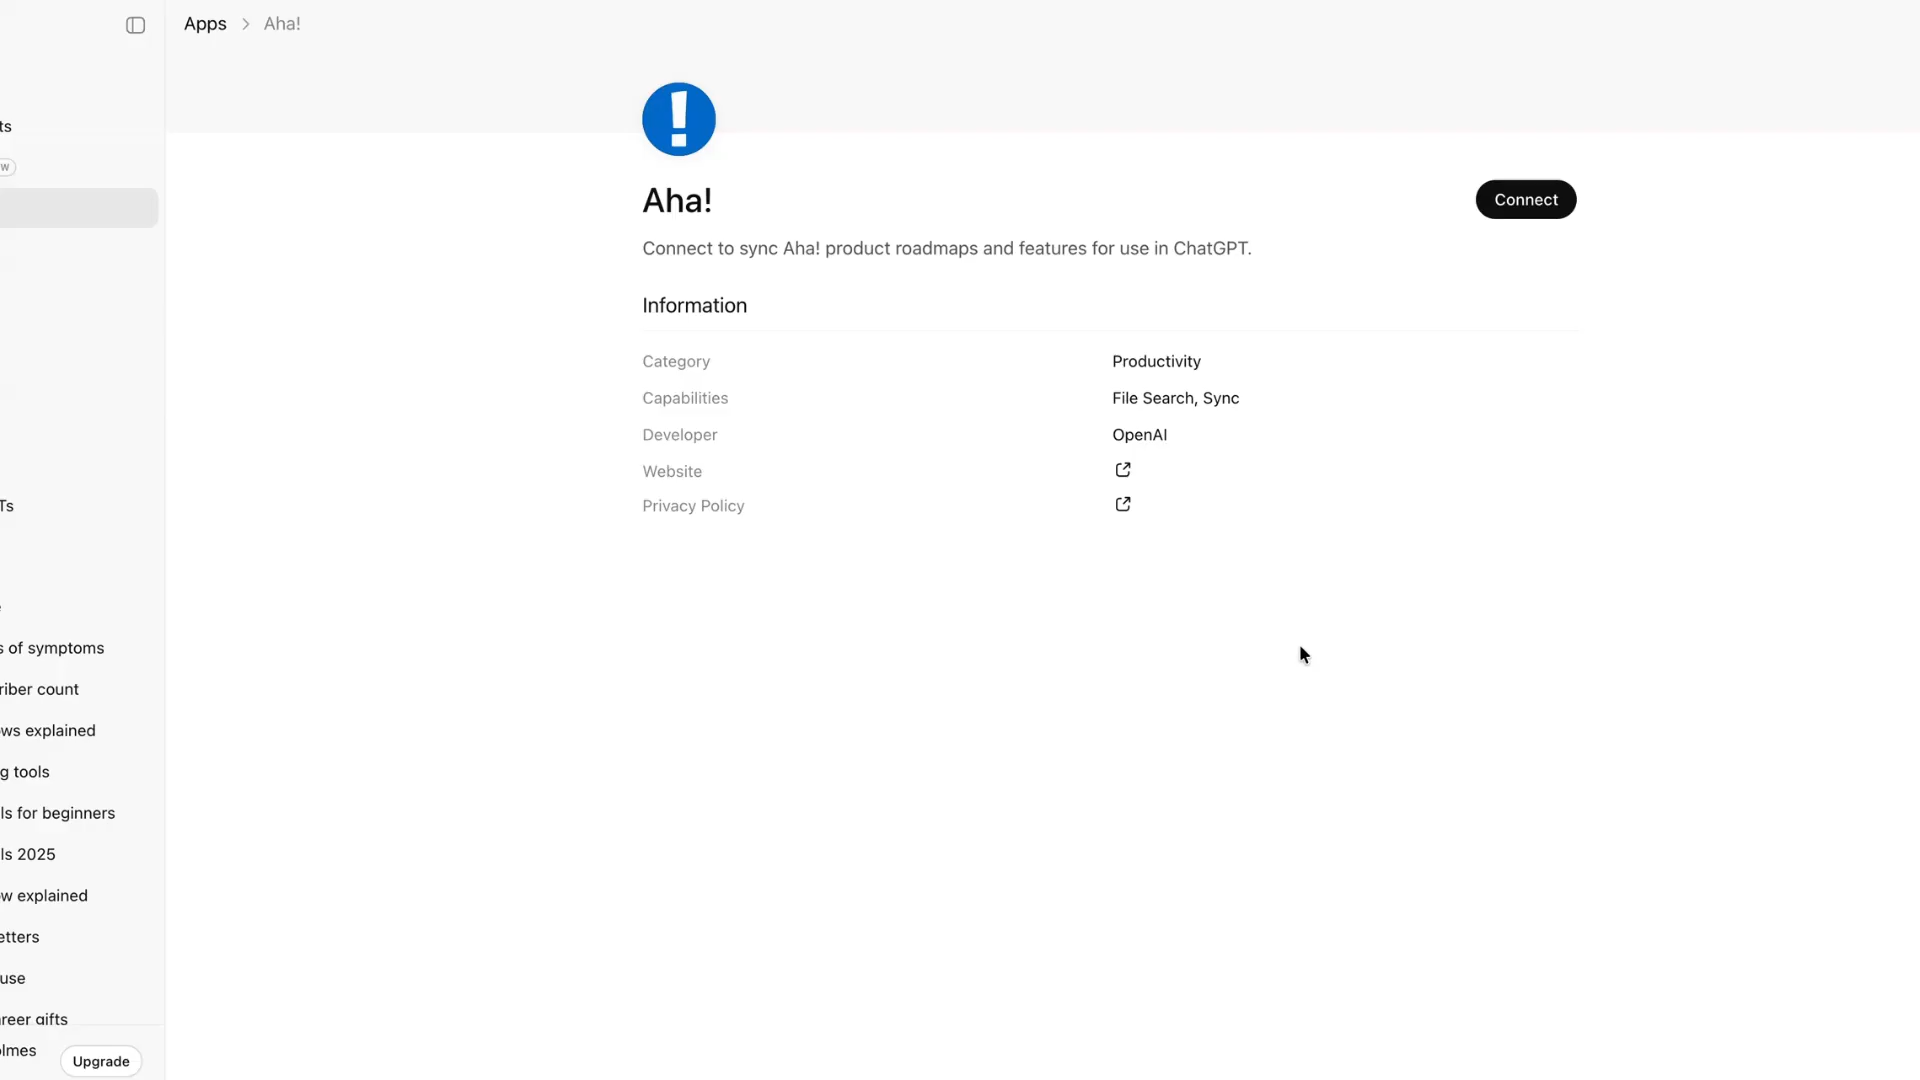 Apps > Aha!
ts
W
Aha!
Connect
Connect to sync Aha! product roadmaps and features for use in ChatGPT.
Information
Category Productivity
Capabilities File Search, Sync
Developer OpenAI
Website
Privacy Policy
Ts
s of symptoms
riber count
ws explained
g tools
ls for beginners
ls 2025
w explained
etters
use
reer gifts
lmes
Upgrade